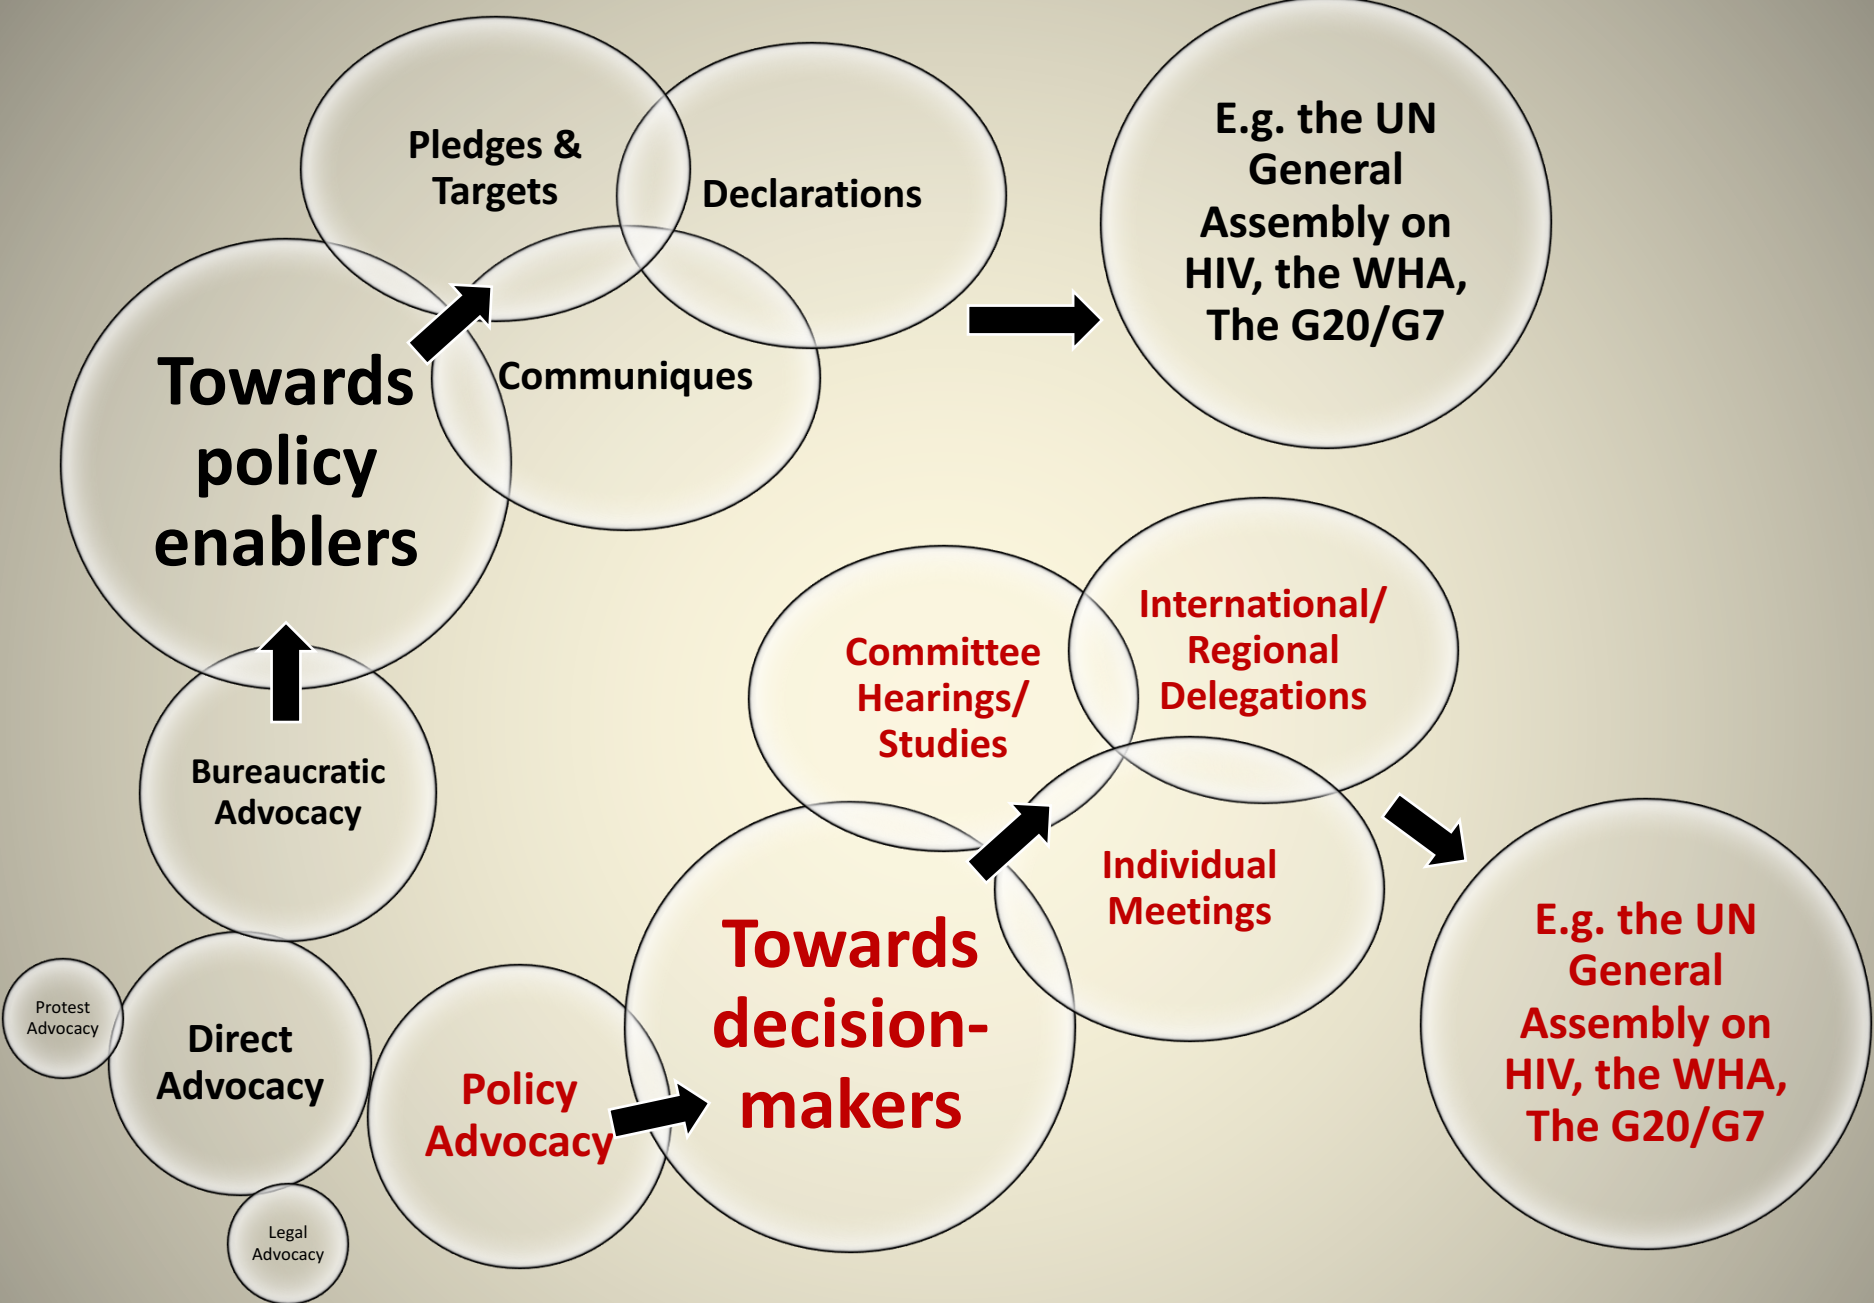 Pledges &
Targets
Declarations
Communiques
E.g. the UN
General
Assembly on
HIV, the WHA,
The G20/G7
Towards
policy
enablers
Bureaucratic
Advocacy
Committee
Hearings/
Studies
International/
Regional
Delegations
Individual
Meetings
Towards
decision-
makers
E.g. the UN
General
Assembly on
HIV, the WHA,
The G20/G7
Protest
Advocacy
Direct
Advocacy
Policy
Advocacy
Legal
Advocacy